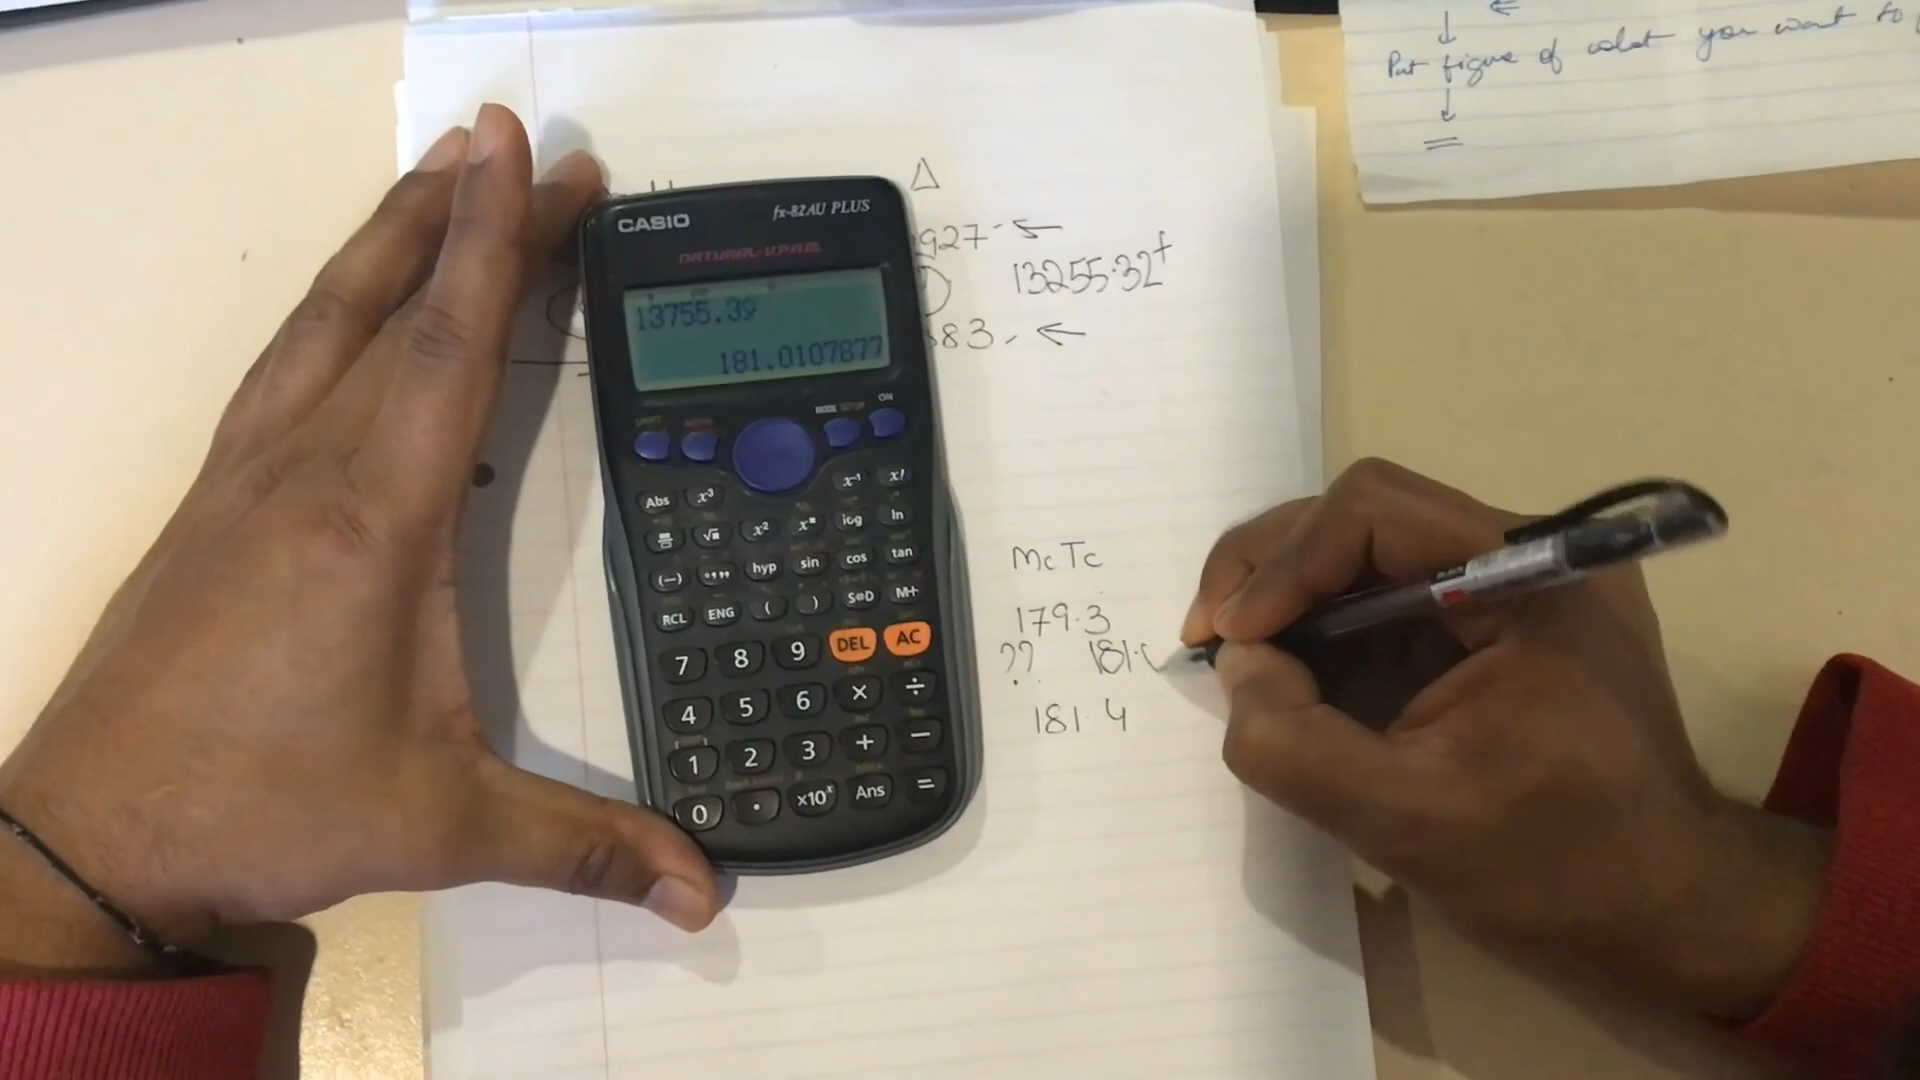 Put figure of what you want to
=
Δ
927
13255.32t
83
CASIO
fx-82AU PLUS
NATURAL-V.P.A.M.
13755.39
181.0107877
SHIFT ALPHA MODE SETUP ON
Abs x³ x⁻¹ x!
√■ x² x■ log ln
(−) °,,, hyp sin cos tan
RCL ENG ( ) S⇔D M+
7 8 9 DEL AC
4 5 6 × ÷
1 2 3 + −
0 . ×10ˣ Ans =
McTc
179.3
?? 181.
181.4